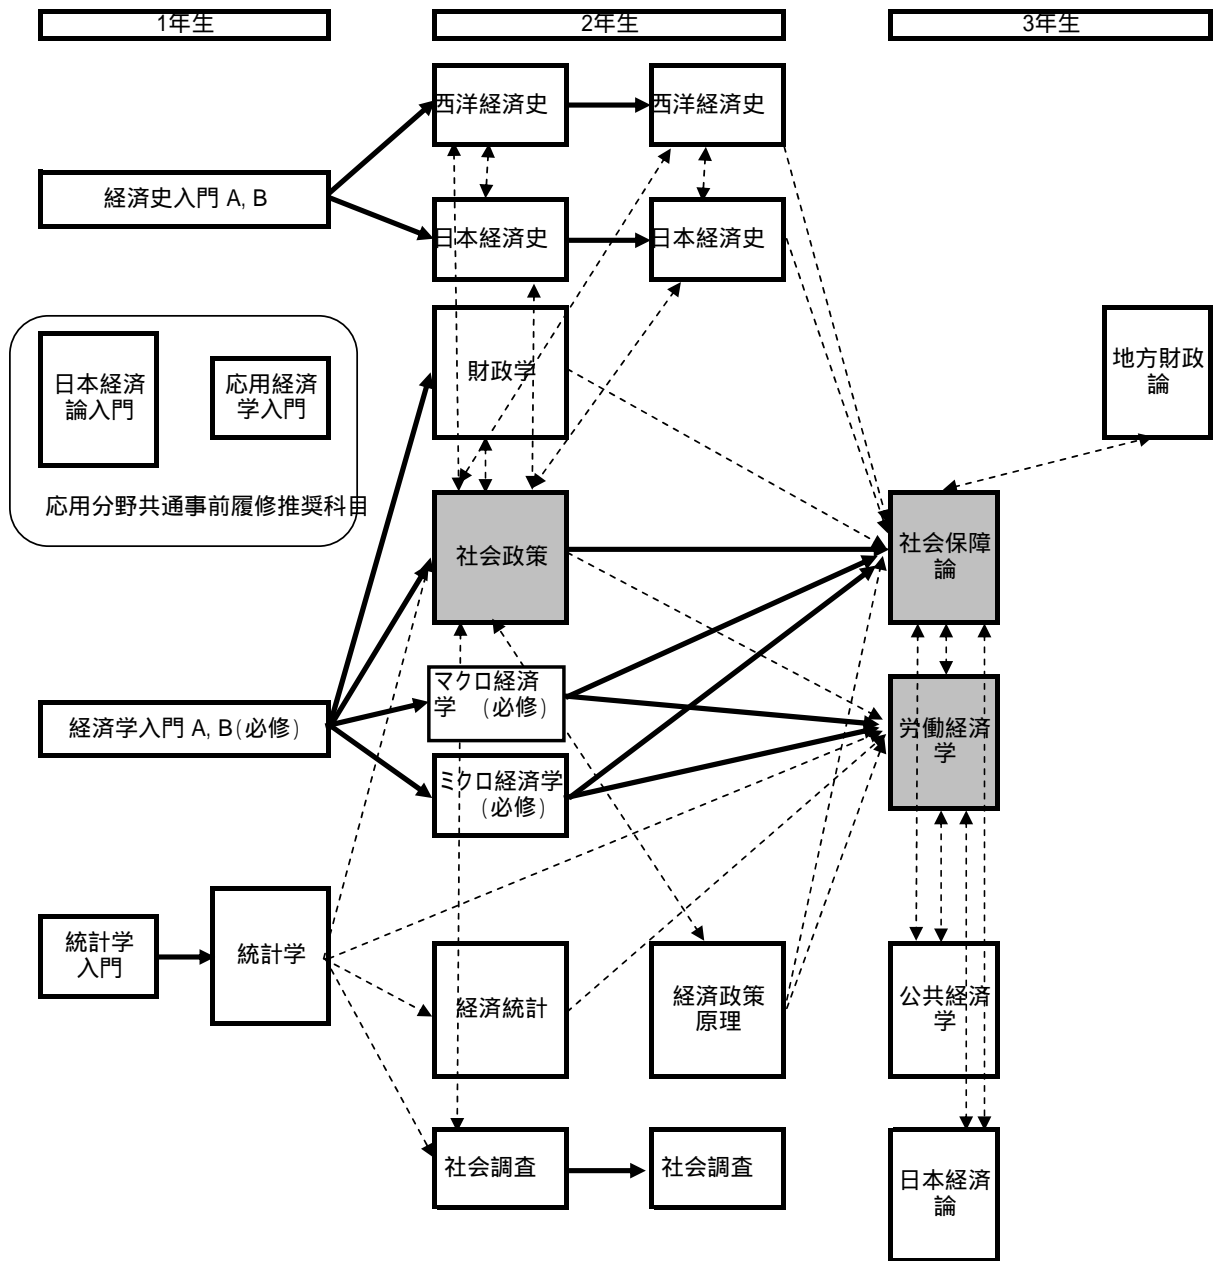 1年生
2年生
3年生
西洋経済史
西洋経済史
経済史入門 A, B
日本経済史
日本経済史
日本経済
論入門
応用経済
学入門
応用分野共通事前履修推奨科目
財政学
地方財政
論
社会政策
社会保障
論
経済学入門 A, B(必修)
マクロ経済
学 (必修)
ミクロ経済学
(必修)
労働経済
学
統計学
入門
統計学
経済統計
経済政策
原理
公共経済
学
社会調査
社会調査
日本経済
論